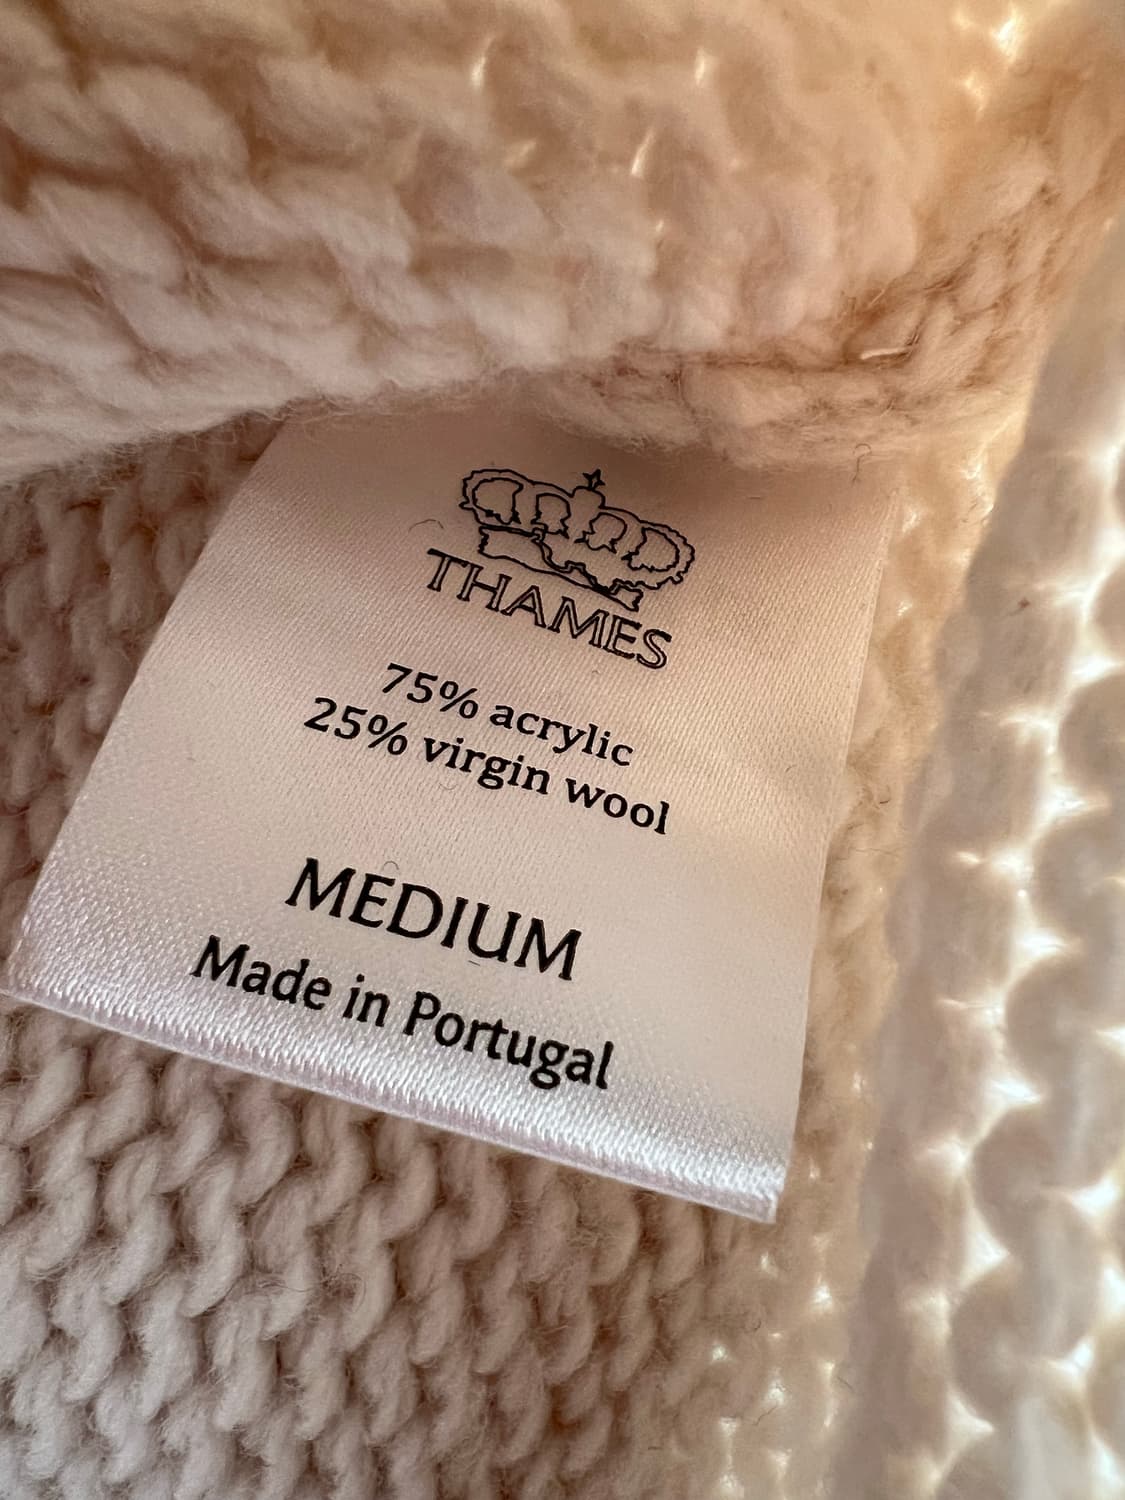 THAMES
75% acrylic
25% virgin wool
MEDIUM
Made in Portugal